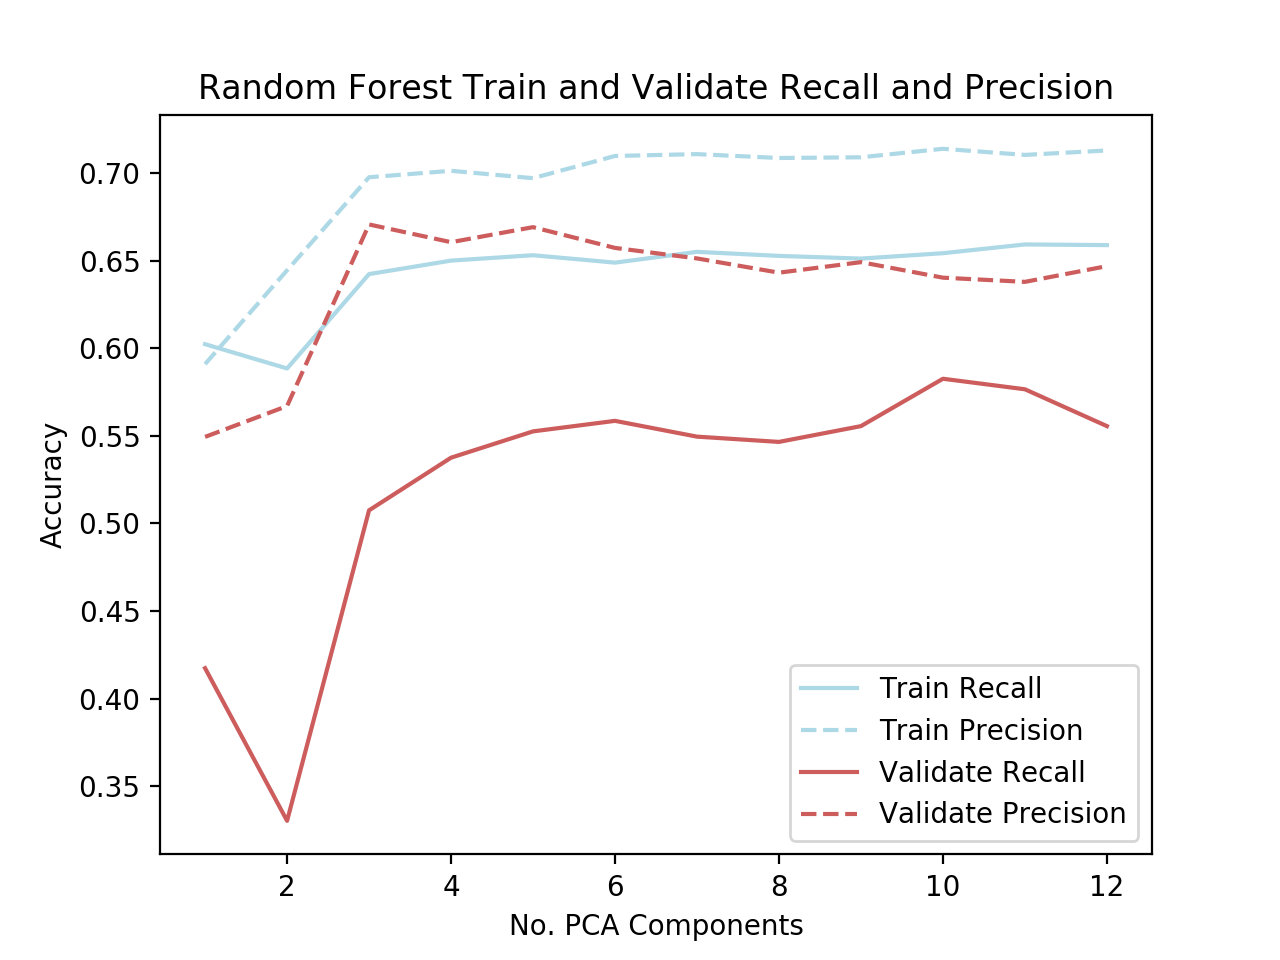 Random Forest Train and Validate Recall and Precision
0.70
0.65
0.60
0.55
0.50
0.45
0.40
0.35
Accuracy
Train Recall
Train Precision
Validate Recall
Validate Precision
2 4 6 8 10 12
No. PCA Components